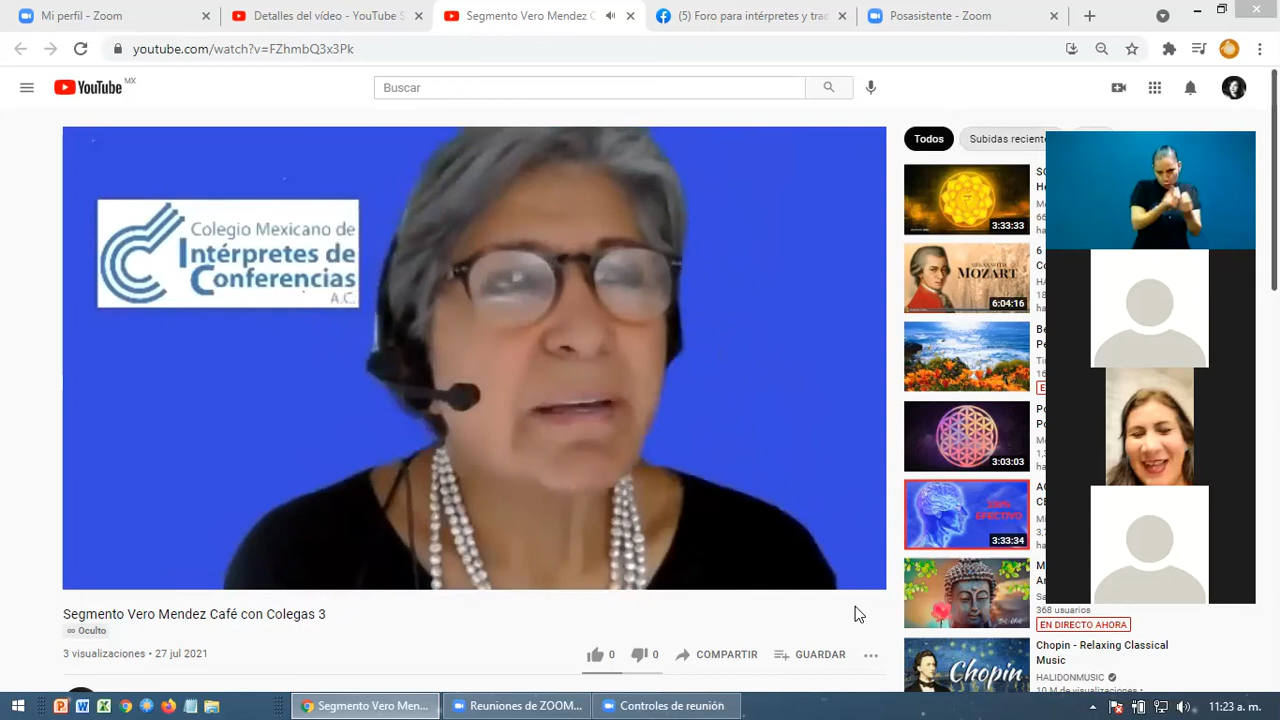 Mi perfil - Zoom
Detalles del vídeo - YouTube S
Segmento Vero Mendez C
(5) Foro para intérpretes y trac
Posasistente - Zoom
youtube.com/watch?v=FZhmbQ3x3Pk
YouTube MX
Buscar
Todos
Subidas reciente
Colegio Mexicano de
Intérpretes de
Conferencias
A.C.
3:33:33
MOZART
6:04:16
3:03:03
EFECTIVO
3:33:34
368 usuarios
EN DIRECTO AHORA
Chopin
Chopin - Relaxing Classical
Music
HALIDONMUSIC
Segmento Vero Mendez Café con Colegas 3
Oculto
3 visualizaciones • 27 jul 2021
0
0
COMPARTIR
GUARDAR
Segmento Vero Men...
Reuniones de ZOOM...
Controles de reunión
11:23 a.m.